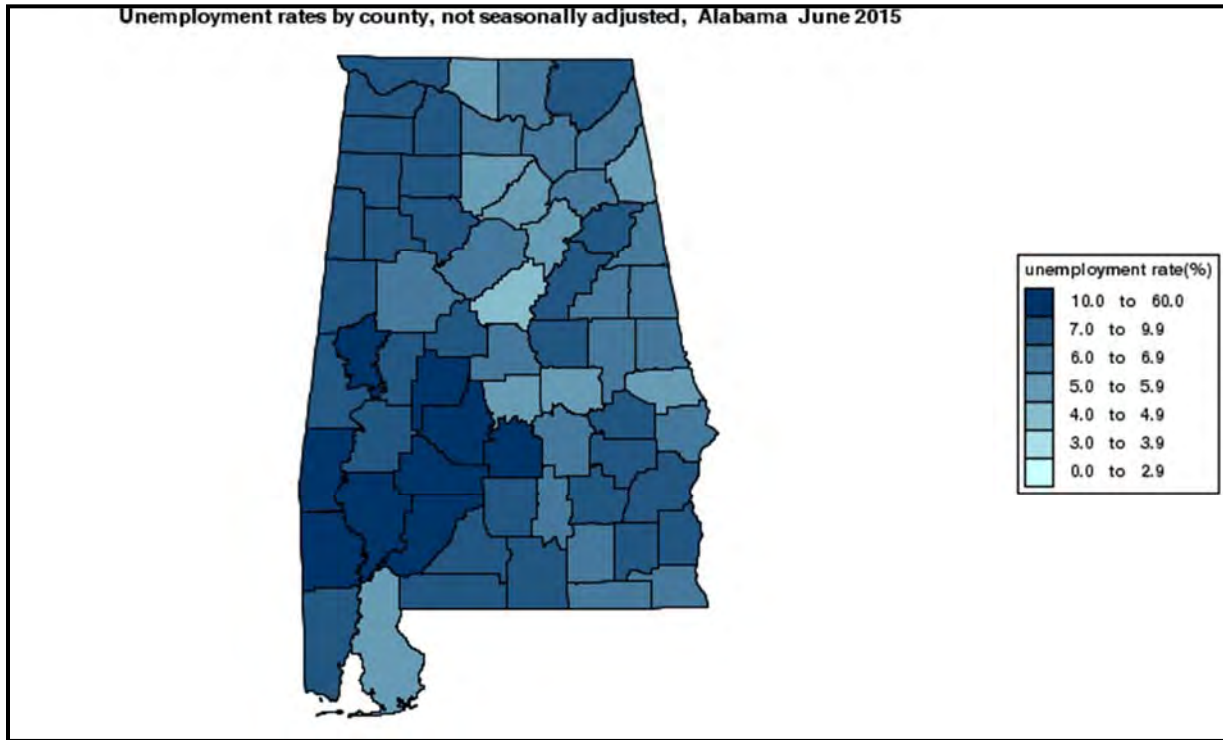 Unemployment rates by county, not seasonally adjusted, Alabama June 2015
unemployment rate(%)
10.0 to 60.0
7.0 to 9.9
6.0 to 6.9
5.0 to 5.9
4.0 to 4.9
3.0 to 3.9
0.0 to 2.9